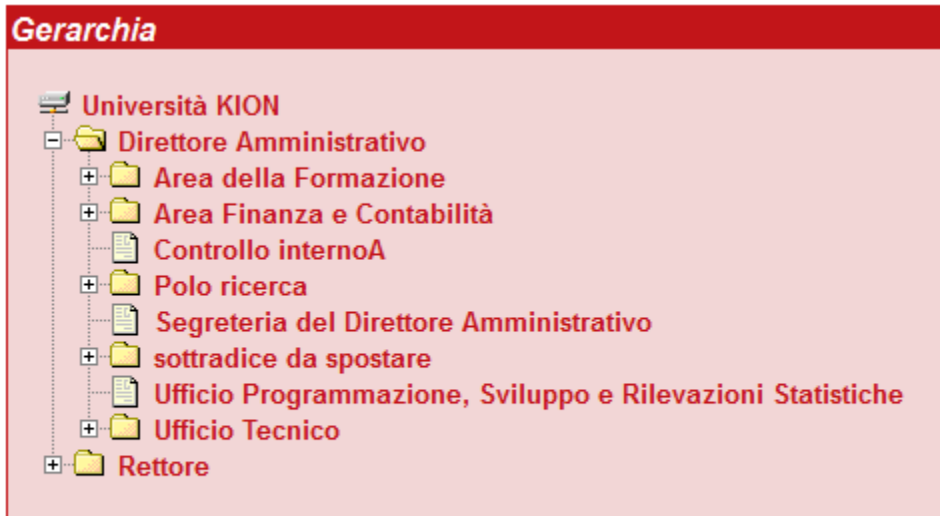 Gerarchia
Università KION
Direttore Amministrativo
Area della Formazione
Area Finanza e Contabilità
Controllo internoA
Polo ricerca
Segreteria del Direttore Amministrativo
sottradice da spostare
Ufficio Programmazione, Sviluppo e Rilevazioni Statistiche
Ufficio Tecnico
Rettore